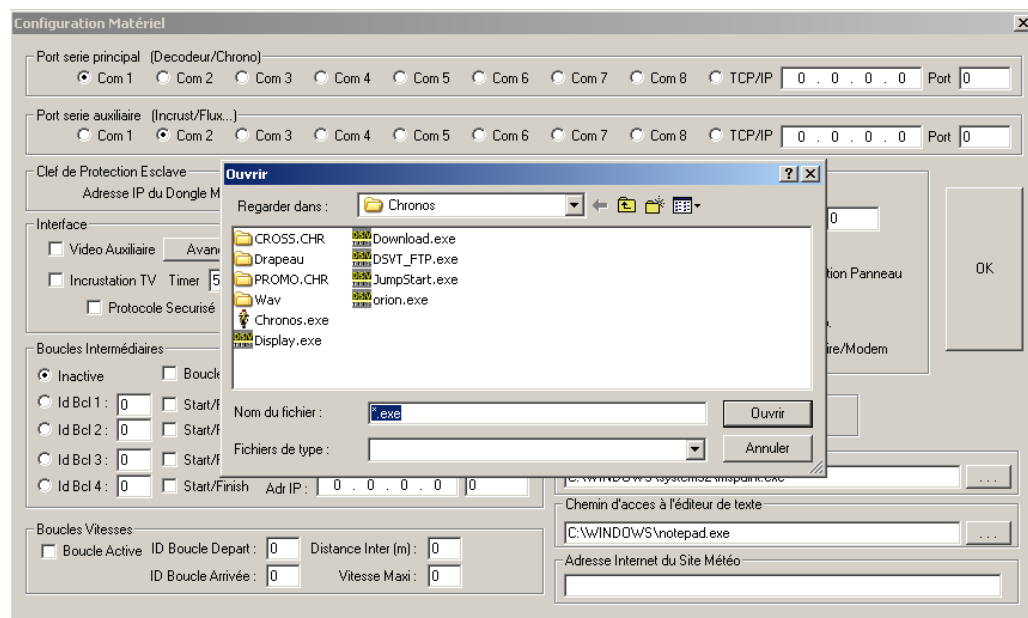 Configuration Matériel
Port serie principal (Decodeur/Chrono)
Com 1 Com 2 Com 3 Com 4 Com 5 Com 6 Com 7 Com 8 TCP/IP 0 . 0 . 0 . 0 Port 0
Port serie auxiliaire (Incrust/Flux...)
Com 1 Com 2 Com 3 Com 4 Com 5 Com 6 Com 7 Com 8 TCP/IP 0 . 0 . 0 . 0 Port 0
Clef de Protection Esclave
Adresse IP du Dongle M
Interface
Video Auxiliaire Avan
Incrustation TV Timer 5
Protocole Securisé
Ouvrir
Regarder dans : Chronos
CROSS.CHR Download.exe
Drapeau DSVT_FTP.exe
PROMO.CHR JumpStart.exe
Wav orion.exe
Chronos.exe
Display.exe
Nom du fichier : *.exe Ouvrir
Fichiers de type : Annuler
0
tion Panneau
ire/Modem
OK
Boucles Intermédiaires
Inactive Boucle
Id Bcl 1 : 0 Start/F
Id Bcl 2 : 0 Start/F
Id Bcl 3 : 0 Start/F
Id Bcl 4 : 0 Start/Finish Adr IP : 0 . 0 . 0 . 0 0
C:\WINDOWS\system32\mspaint.exe ...
Chemin d'acces à l'éditeur de texte
C:\WINDOWS\notepad.exe ...
Adresse Internet du Site Météo
Boucles Vitesses
Boucle Active ID Boucle Depart : 0 Distance Inter (m) : 0
ID Boucle Arrivée : 0 Vitesse Maxi : 0